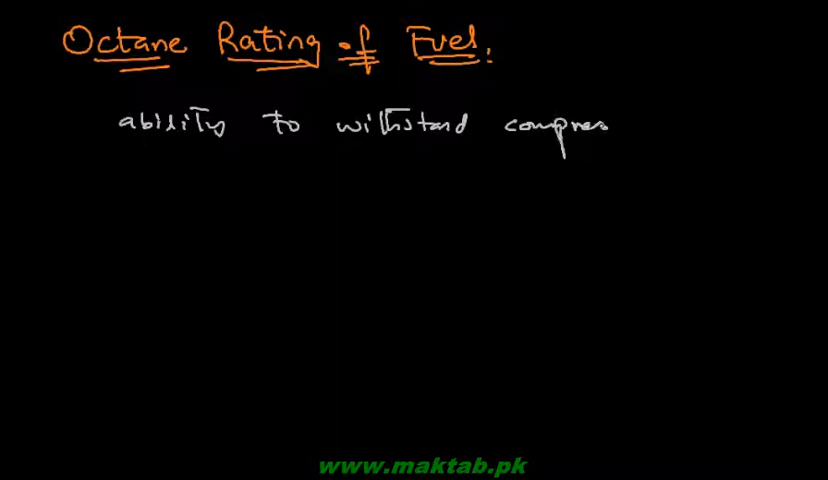 Octane Rating of Fuel:
ability to withstand compres
www.maktab.pk